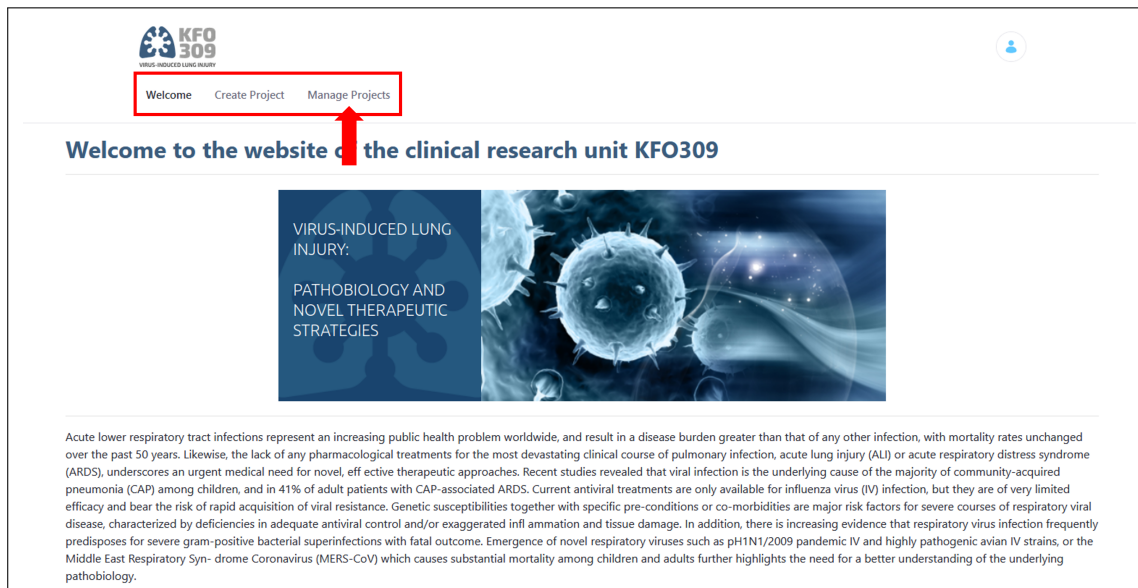 KFO
309
VIRUS-INDUCED LUNG INJURY
Welcome Create Project Manage Projects
Welcome to the website of the clinical research unit KFO309
VIRUS-INDUCED LUNG
INJURY:
PATHOBIOLOGY AND
NOVEL THERAPEUTIC
STRATEGIES
Acute lower respiratory tract infections represent an increasing public health problem worldwide, and result in a disease burden greater than that of any other infection, with mortality rates unchanged
over the past 50 years. Likewise, the lack of any pharmacological treatments for the most devastating clinical course of pulmonary infection, acute lung injury (ALI) or acute respiratory distress syndrome
(ARDS), underscores an urgent medical need for novel, eff ective therapeutic approaches. Recent studies revealed that viral infection is the underlying cause of the majority of community-acquired
pneumonia (CAP) among children, and in 41% of adult patients with CAP-associated ARDS. Current antiviral treatments are only available for influenza virus (IV) infection, but they are of very limited
efficacy and bear the risk of rapid acquisition of viral resistance. Genetic susceptibilities together with specific pre-conditions or co-morbidities are major risk factors for severe courses of respiratory viral
disease, characterized by deficiencies in adequate antiviral control and/or exaggerated infl ammation and tissue damage. In addition, there is increasing evidence that respiratory virus infection frequently
predisposes for severe gram-positive bacterial superinfections with fatal outcome. Emergence of novel respiratory viruses such as pH1N1/2009 pandemic IV and highly pathogenic avian IV strains, or the
Middle East Respiratory Syn- drome Coronavirus (MERS-CoV) which causes substantial mortality among children and adults further highlights the need for a better understanding of the underlying
pathobiology.